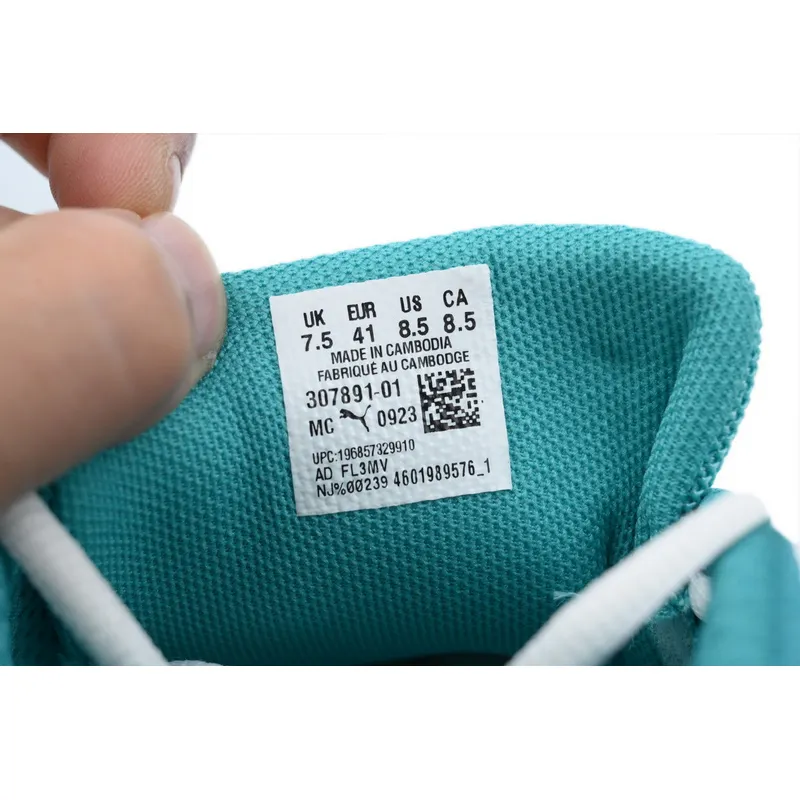 UK EUR US CA
7.5 41 8.5 8.5
MADE IN CAMBODIA
FABRIQUÉ AU CAMBODGE
307891-01
MC 0923
UPC:196857329910
AD FL3MV
NJ%00239 4601989576_1